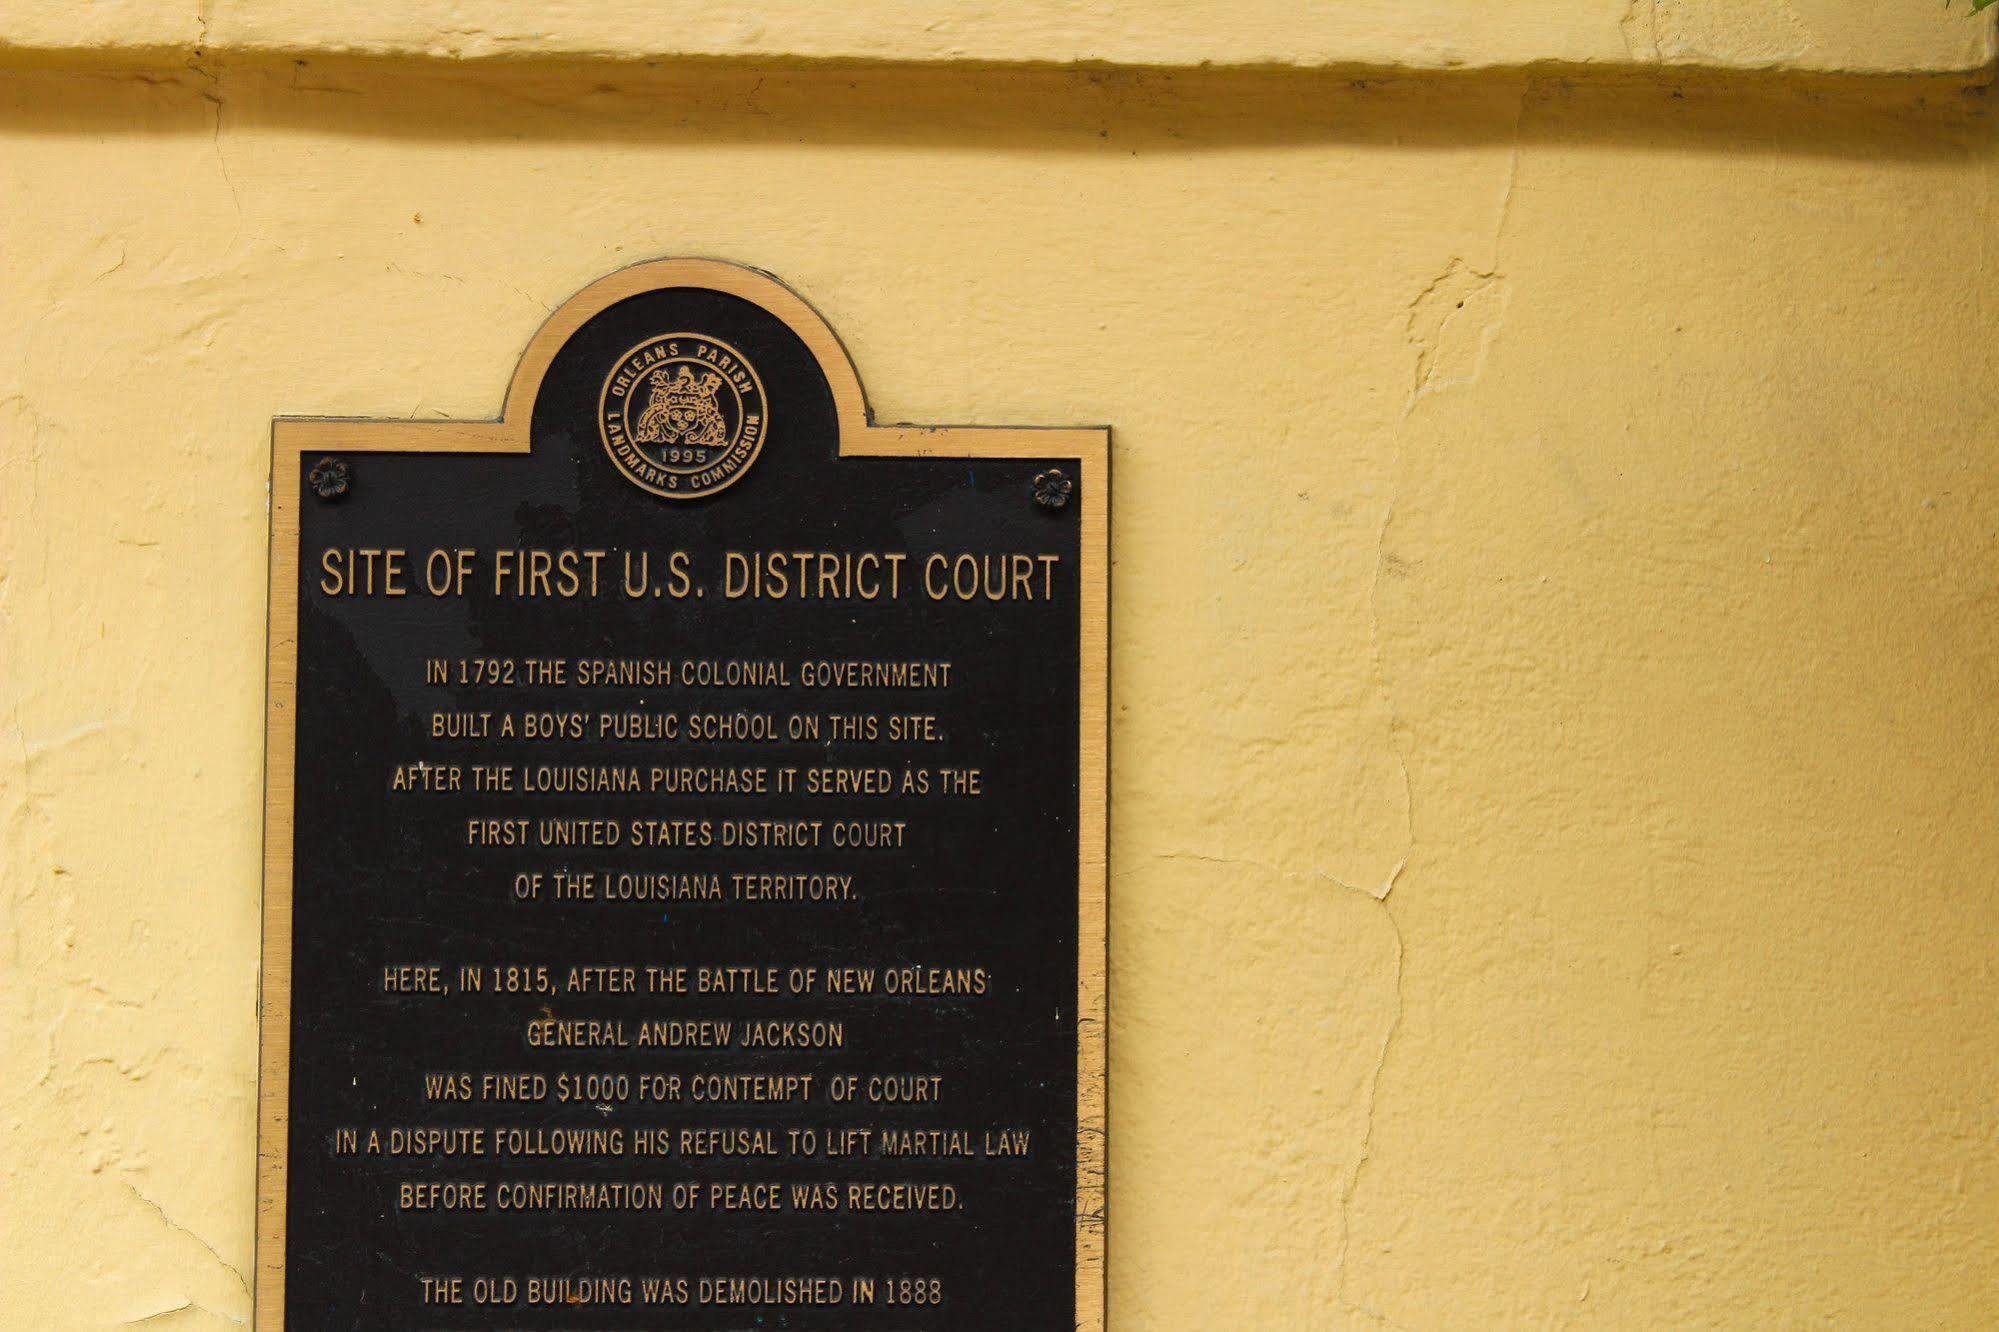 ORLEANS PARISH
LANDMARKS COMMISSION
1995
SITE OF FIRST U.S. DISTRICT COURT
IN 1792 THE SPANISH COLONIAL GOVERNMENT
BUILT A BOYS' PUBLIC SCHOOL ON THIS SITE.
AFTER THE LOUISIANA PURCHASE IT SERVED AS THE
FIRST UNITED STATES DISTRICT COURT
OF THE LOUISIANA TERRITORY.
HERE, IN 1815, AFTER THE BATTLE OF NEW ORLEANS
GENERAL ANDREW JACKSON
WAS FINED $1000 FOR CONTEMPT OF COURT
IN A DISPUTE FOLLOWING HIS REFUSAL TO LIFT MARTIAL LAW
BEFORE CONFIRMATION OF PEACE WAS RECEIVED.
THE OLD BUILDING WAS DEMOLISHED IN 1888